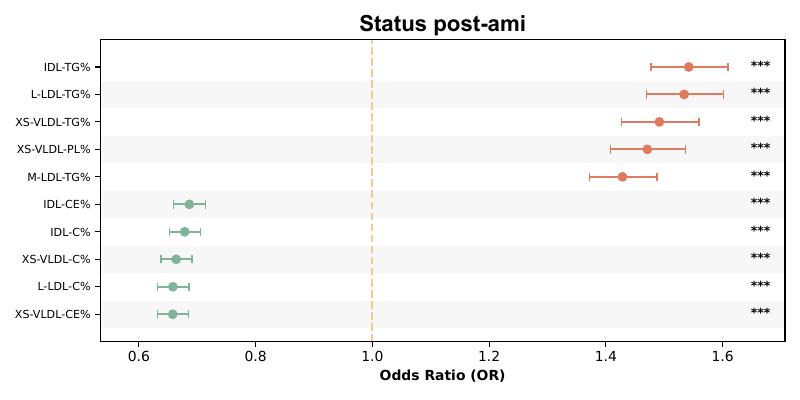 Status post-ami
IDL-TG% ***
L-LDL-TG% ***
XS-VLDL-TG% ***
XS-VLDL-PL% ***
M-LDL-TG% ***
IDL-CE% ***
IDL-C% ***
XS-VLDL-C% ***
L-LDL-C% ***
XS-VLDL-CE% ***
0.6 0.8 1.0 1.2 1.4 1.6
Odds Ratio (OR)